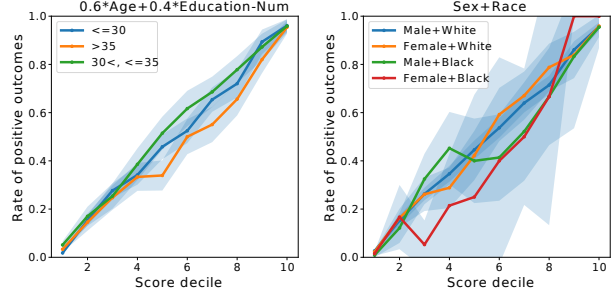 0.6*Age+0.4*Education-Num
Rate of positive outcomes
1.0
0.8
0.6
0.4
0.2
0.0
<=30
>35
30<, <=35
2
4
6
8
10
Score decile
Sex+Race
Rate of positive outcomes
1.0
0.8
0.6
0.4
0.2
0.0
Male+White
Female+White
Male+Black
Female+Black
2
4
6
8
10
Score decile